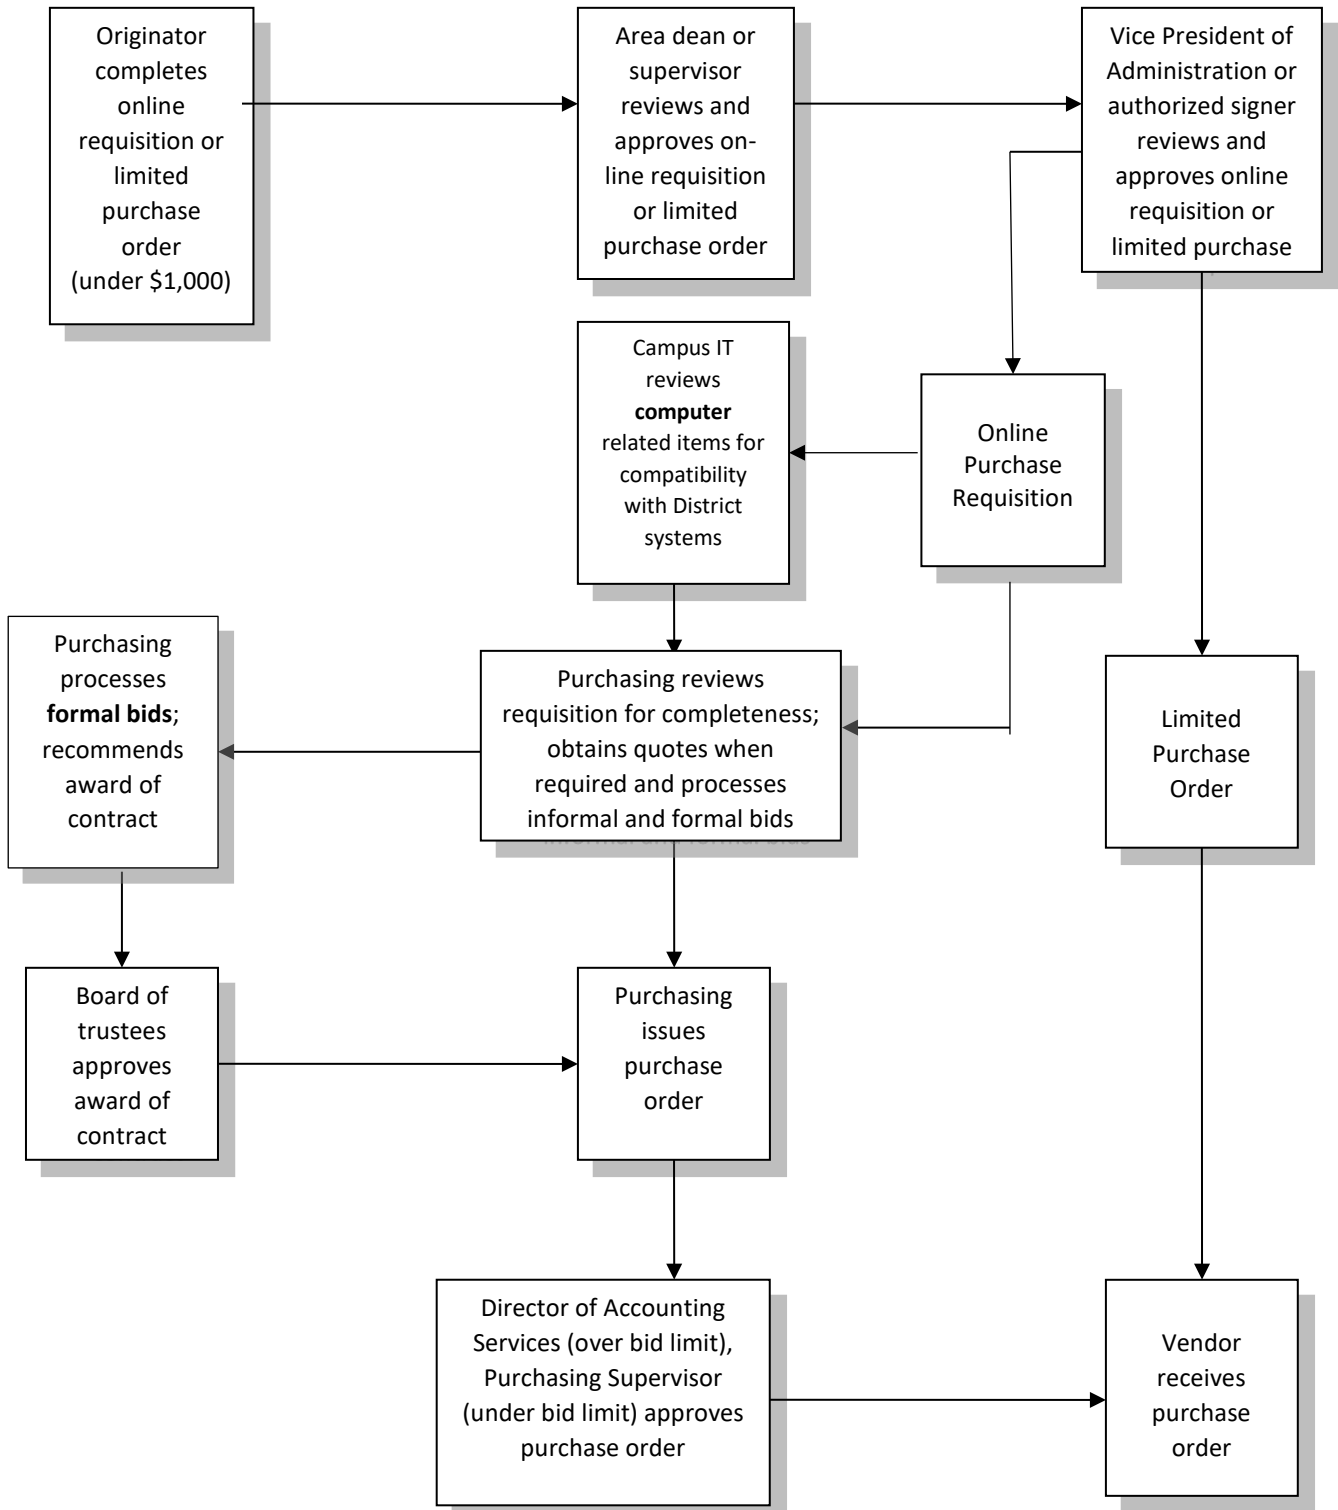 Originator
completes
online
requisition or
limited
purchase
order
(under $1,000)
Area dean or
supervisor
reviews and
approves on-
line requisition
or limited
purchase order
Vice President of
Administration or
authorized signer
reviews and
approves online
requisition or
limited purchase
Campus IT
reviews
computer
related items for
compatibility
with District
systems
Online
Purchase
Requisition
Purchasing
processes
formal bids;
recommends
award of
contract
Purchasing reviews
requisition for completeness;
obtains quotes when
required and processes
informal and formal bids
Limited
Purchase
Order
Board of
trustees
approves
award of
contract
Purchasing
issues
purchase
order
Director of Accounting
Services (over bid limit),
Purchasing Supervisor
(under bid limit) approves
purchase order
Vendor
receives
purchase
order